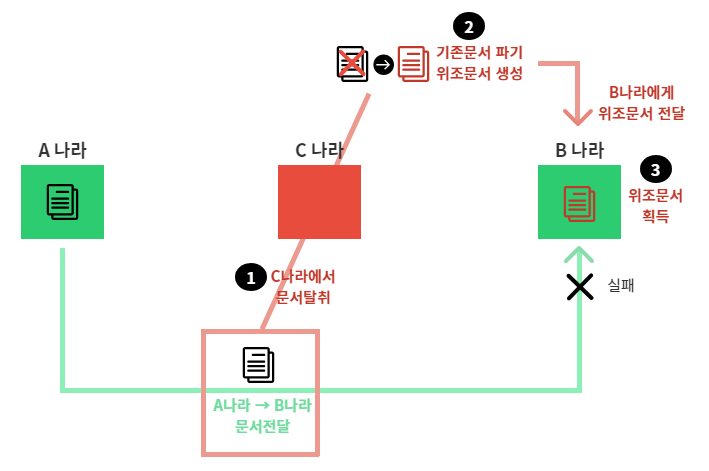 2
기존문서 파기
위조문서 생성
B나라에게
위조문서 전달
A 나라
C 나라
B 나라
3
위조문서
획득
1
C나라에서
문서탈취
실패
A나라 → B나라
문서전달